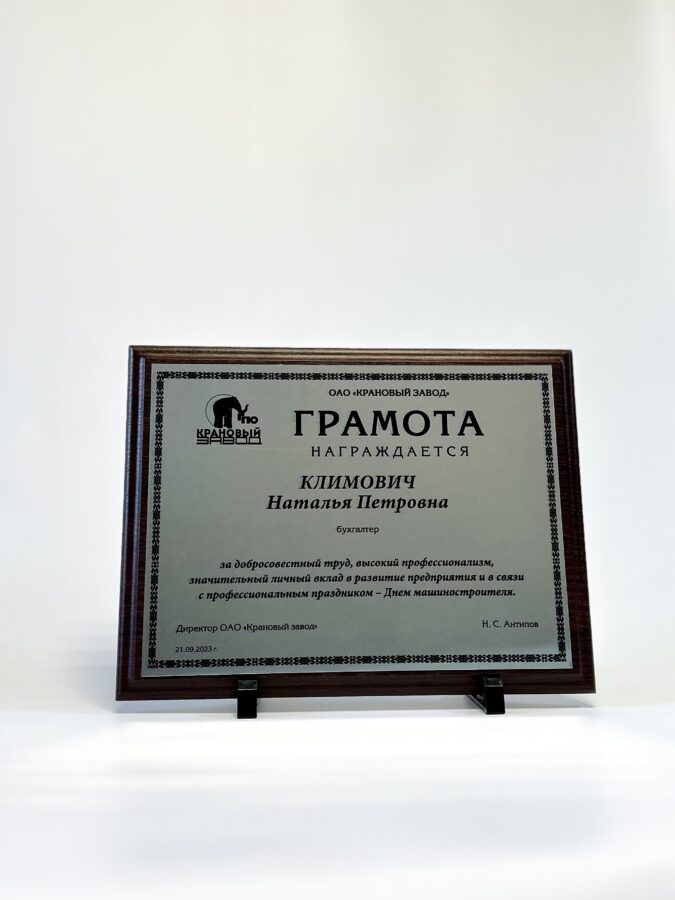 ОАО «КРАНОВЫЙ ЗАВОД»
ГПО
КРАНОВЫЙ
ЗАВОД
ГРАМОТА
НАГРАЖДАЕТСЯ
КЛИМОВИЧ
Наталья Петровна
бухгалтер
за добросовестный труд, высокий профессионализм,
значительный личный вклад в развитие предприятия и в связи
с профессиональным праздником – Днем машиностроителя.
Директор ОАО «Крановый завод» Н. С. Антипов
21.09.2023 г.